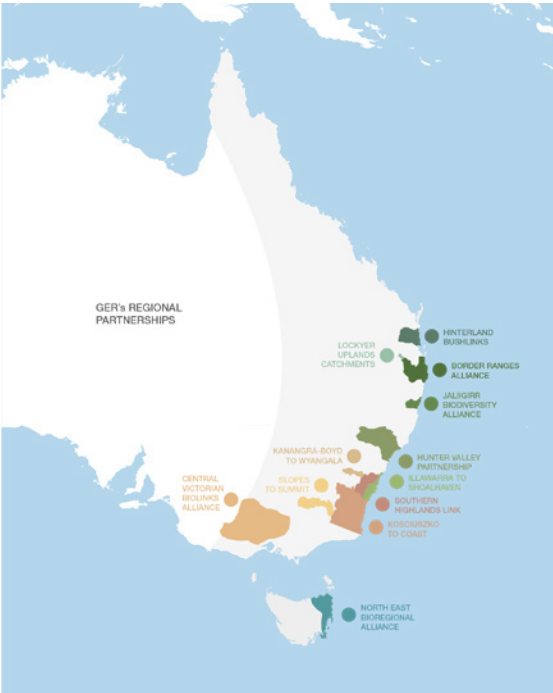 GER's REGIONAL
PARTNERSHIPS
HINTERLAND
BUSHLINKS
LOCKYER
UPLANDS
CATCHMENTS
BORDER RANGES
ALLIANCE
JALIIGIRR
BIODIVERSITY
ALLIANCE
KANANGRA-BOYD
TO WYANGALA
HUNTER VALLEY
PARTNERSHIP
CENTRAL
VICTORIAN
BIOLINKS
ALLIANCE
SLOPES
TO SUMMIT
ILLAWARRA TO
SHOALHAVEN
SOUTHERN
HIGHLANDS LINK
KOSCIUSZKO
TO COAST
NORTH EAST
BIOREGIONAL
ALLIANCE